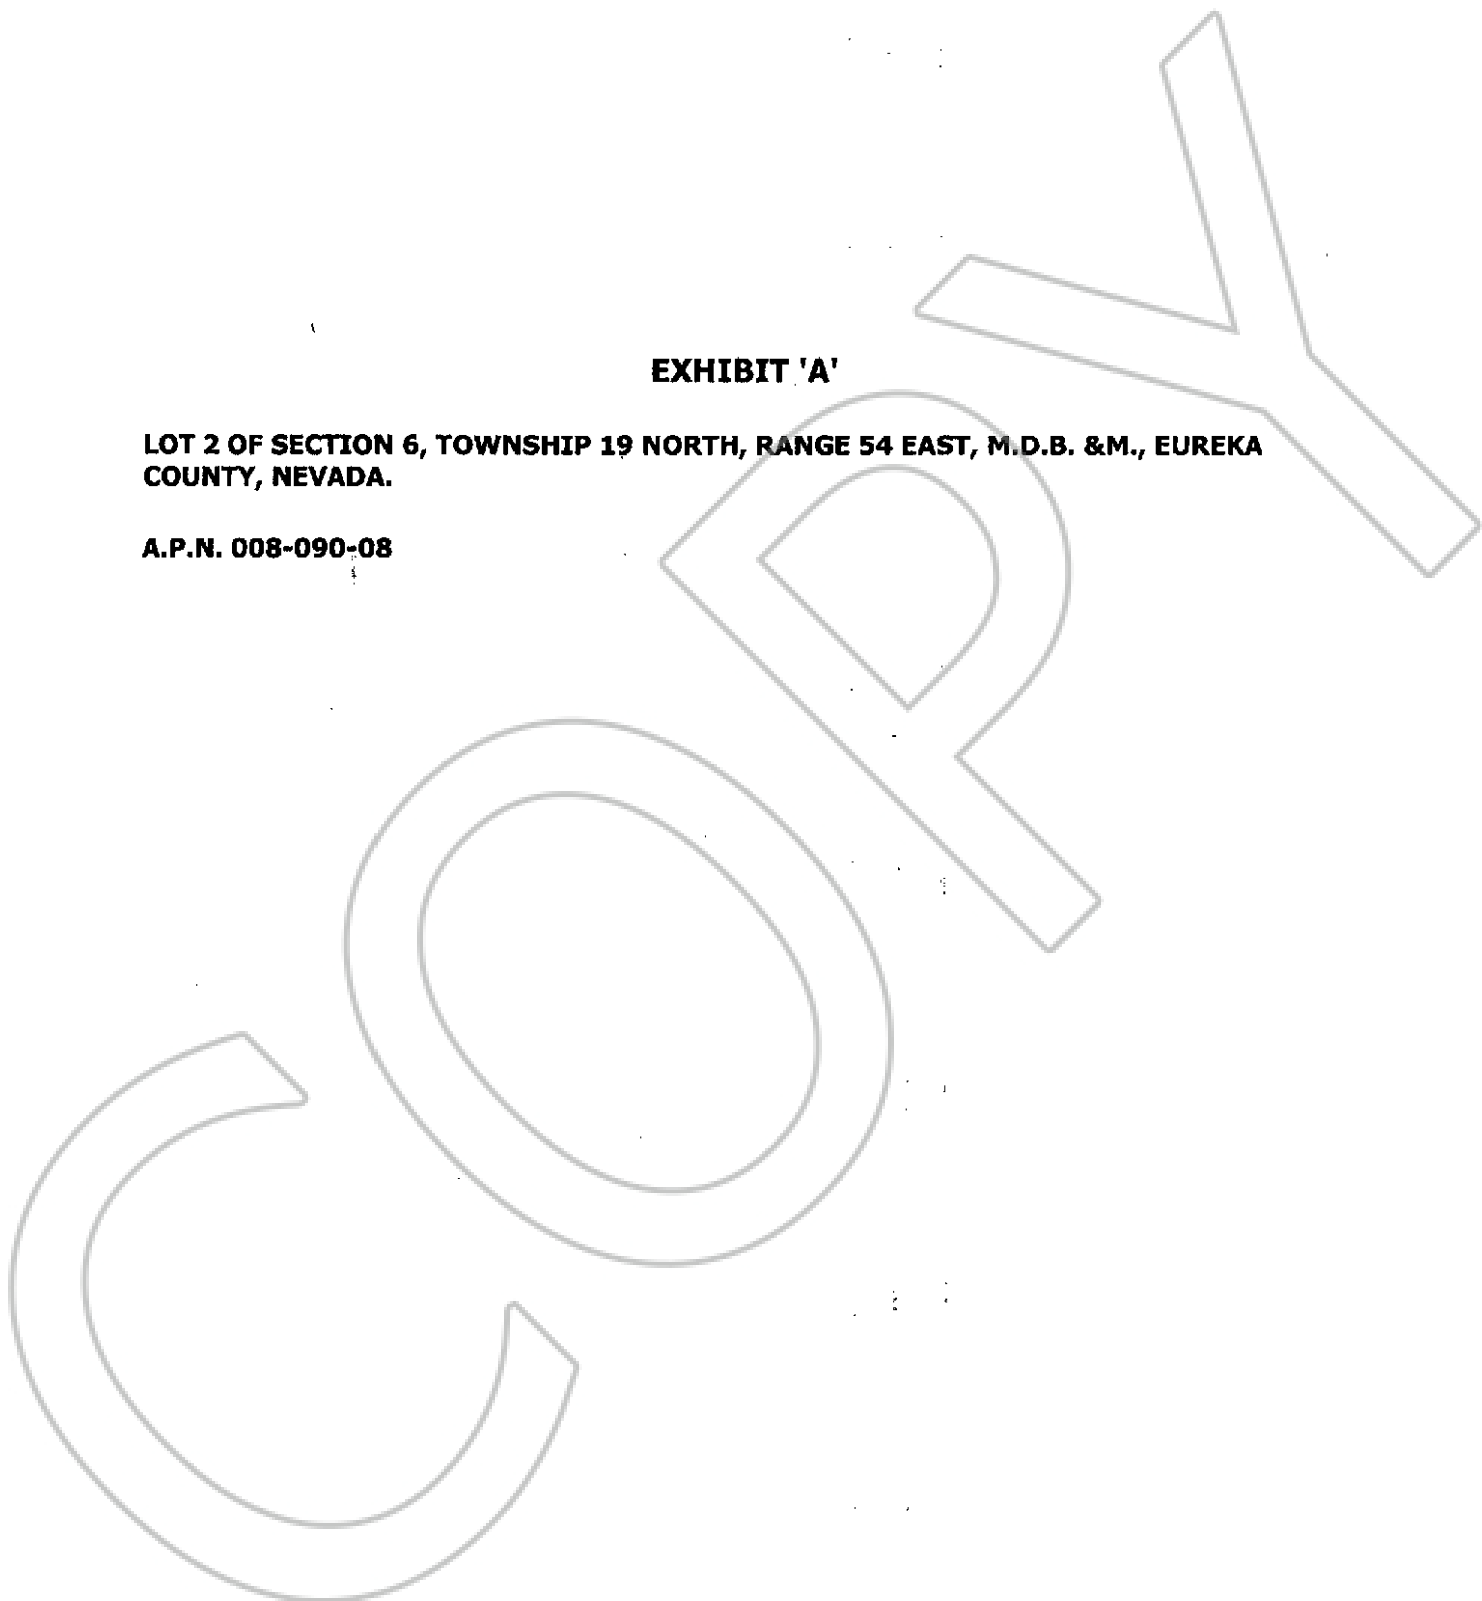 EXHIBIT 'A'
LOT 2 OF SECTION 6, TOWNSHIP 19 NORTH, RANGE 54 EAST, M.D.B. &M., EUREKA
COUNTY, NEVADA.
A.P.N. 008-090-08
COPY